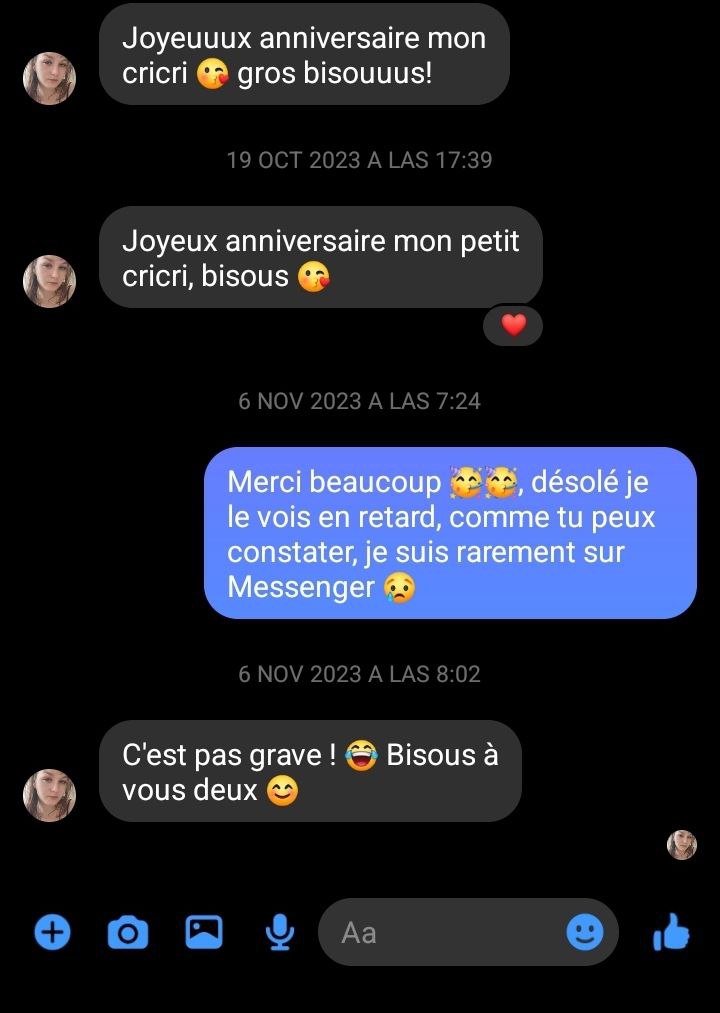 Joyeuuux anniversaire mon
cricri 😘 gros bisouuus!
19 OCT 2023 A LAS 17:39
Joyeux anniversaire mon petit
cricri, bisous 😘
❤️
6 NOV 2023 A LAS 7:24
Merci beaucoup 🥳🥳, désolé je
le vois en retard, comme tu peux
constater, je suis rarement sur
Messenger 😢
6 NOV 2023 A LAS 8:02
C'est pas grave ! 😂 Bisous à
vous deux 😊
Aa